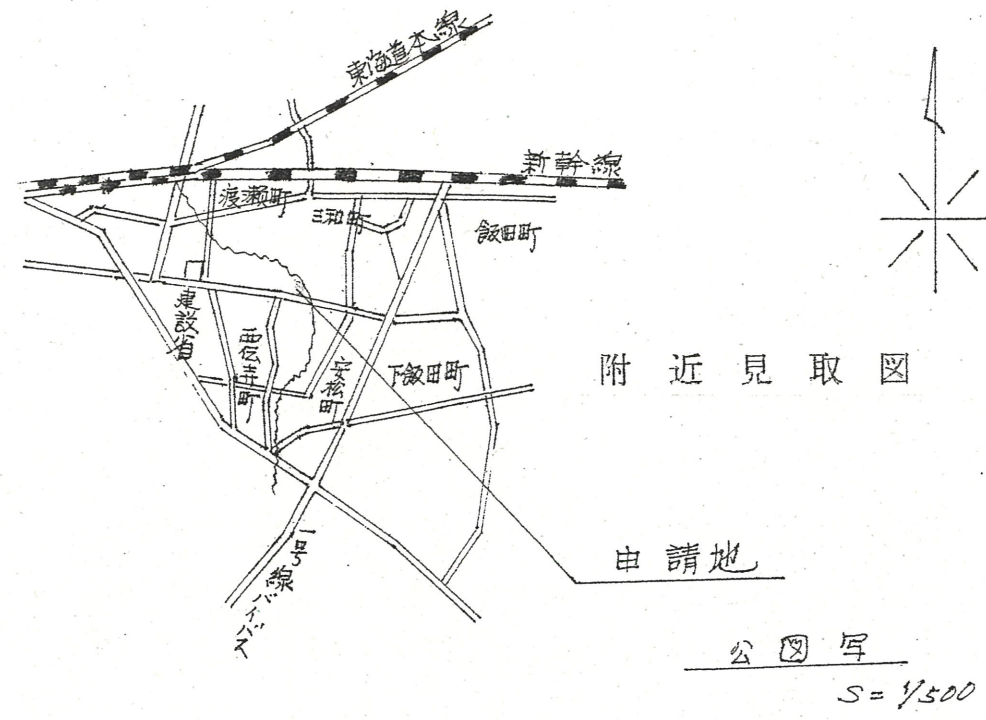 東海道本線
新幹線
渡瀬町
三和町
飯田町
建設省
西伝寺町
安松町
下飯田町
附近見取図
一号線バイパス
申請地
公図写
S=1/500